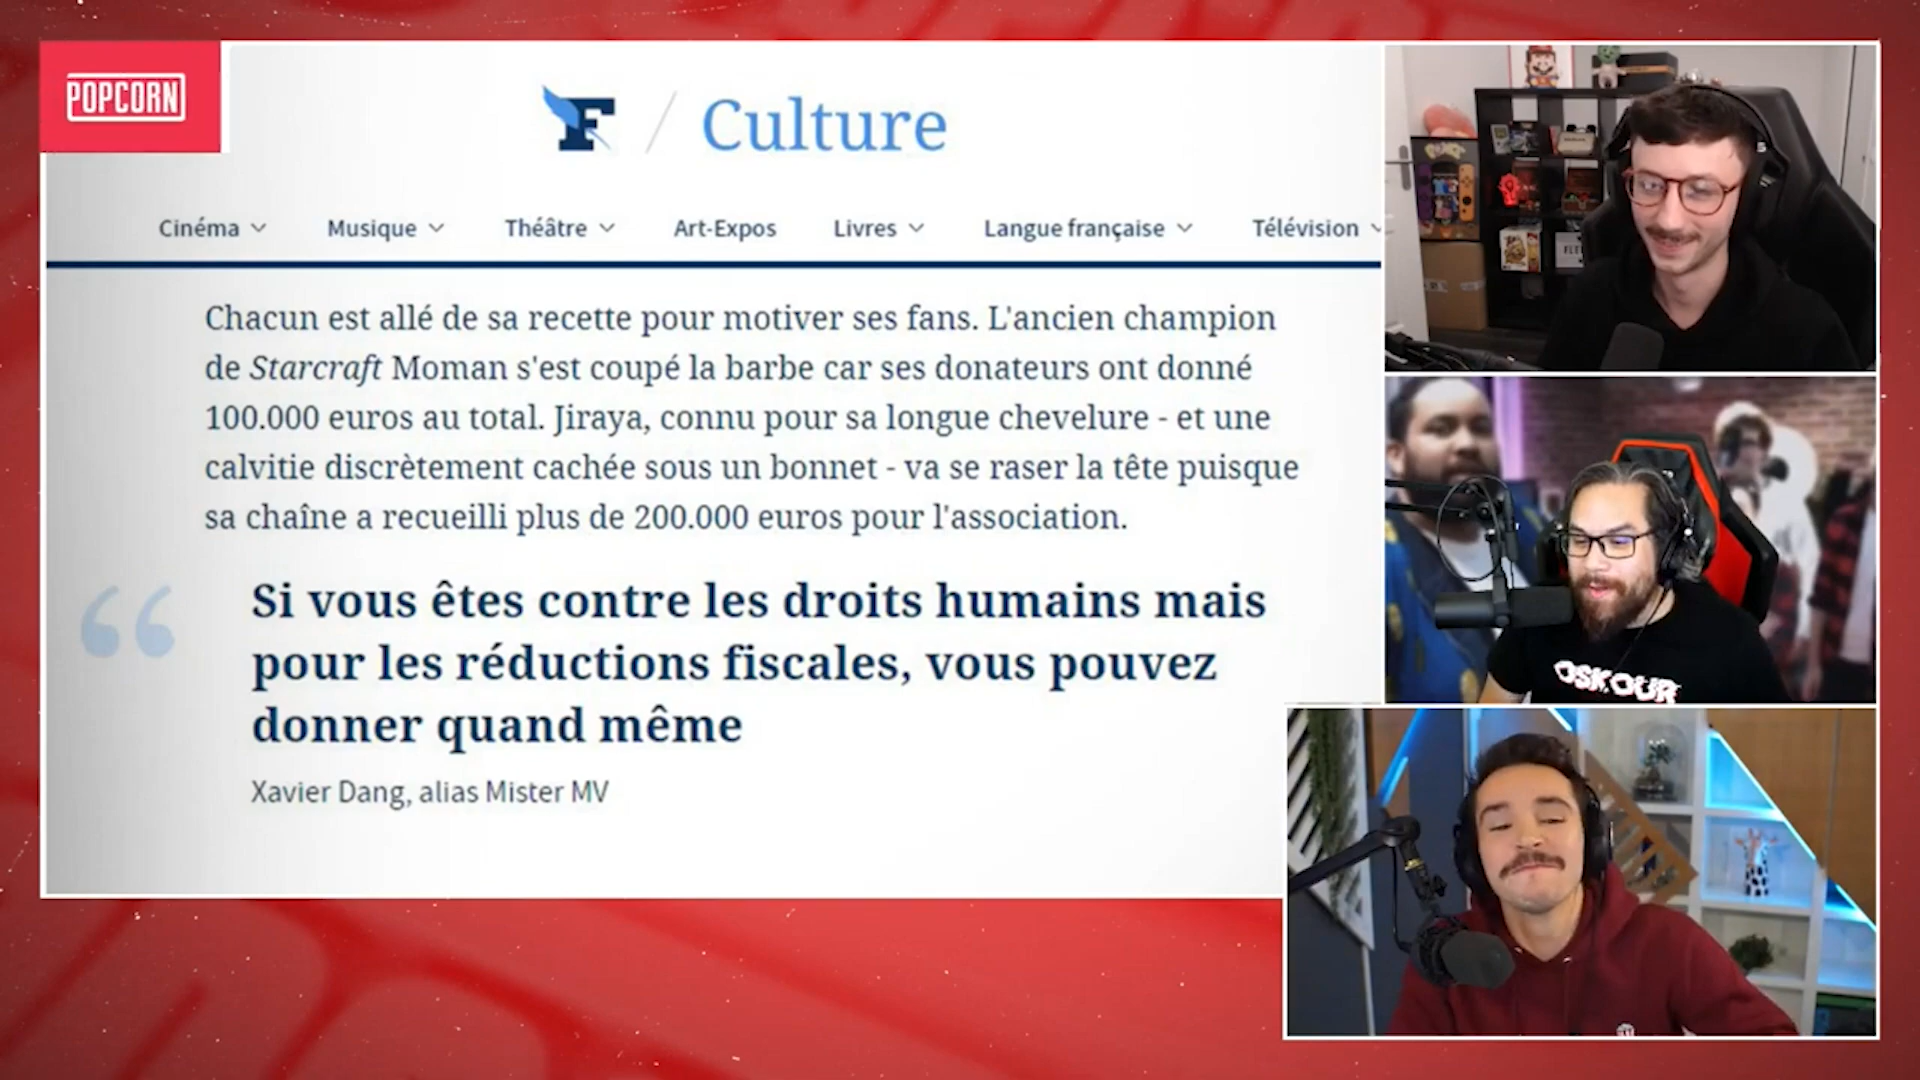 POPCORN
F / Culture
Cinéma Musique Théâtre Art-Expos Livres Langue française Télévision
Chacun est allé de sa recette pour motiver ses fans. L'ancien champion
de Starcraft Moman s'est coupé la barbe car ses donateurs ont donné
100.000 euros au total. Jiraya, connu pour sa longue chevelure - et une
calvitie discrètement cachée sous un bonnet - va se raser la tête puisque
sa chaîne a recueilli plus de 200.000 euros pour l'association.
“
Si vous êtes contre les droits humains mais
pour les réductions fiscales, vous pouvez
donner quand même
Xavier Dang, alias Mister MV
OSKOUR